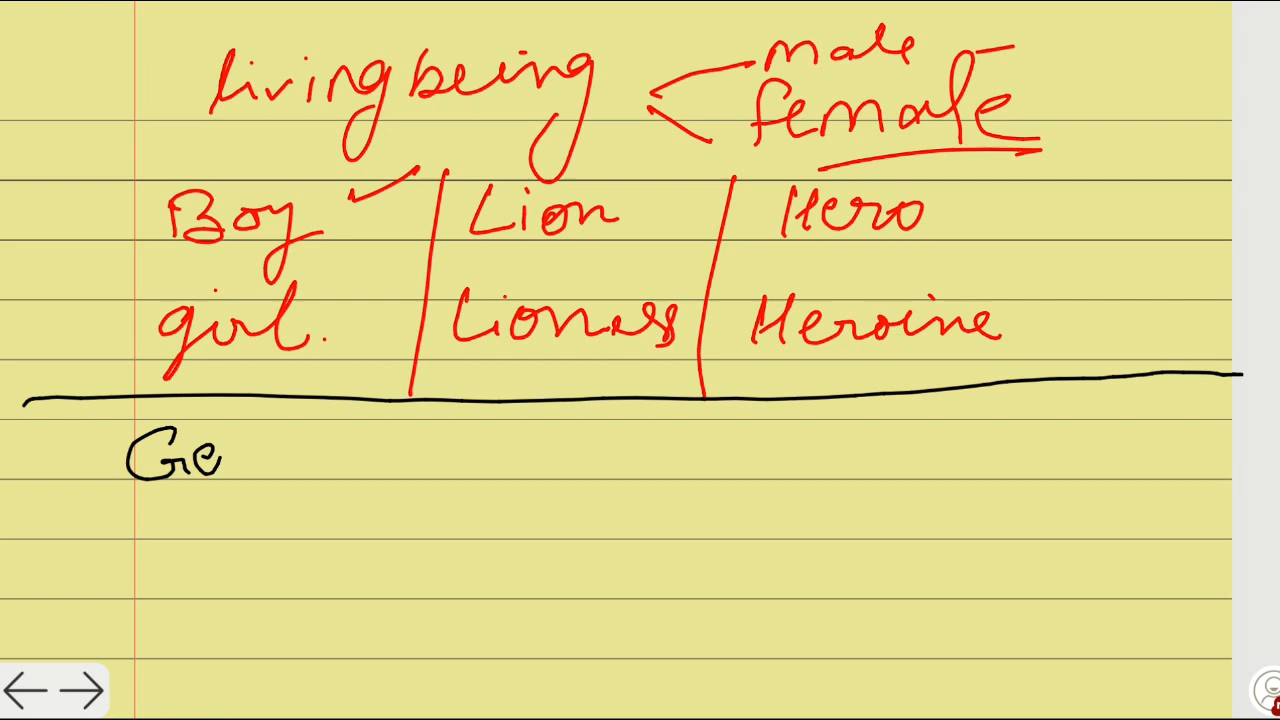 living being male
female
Boy Lion Hero
girl. Lioness Heroine
Ge